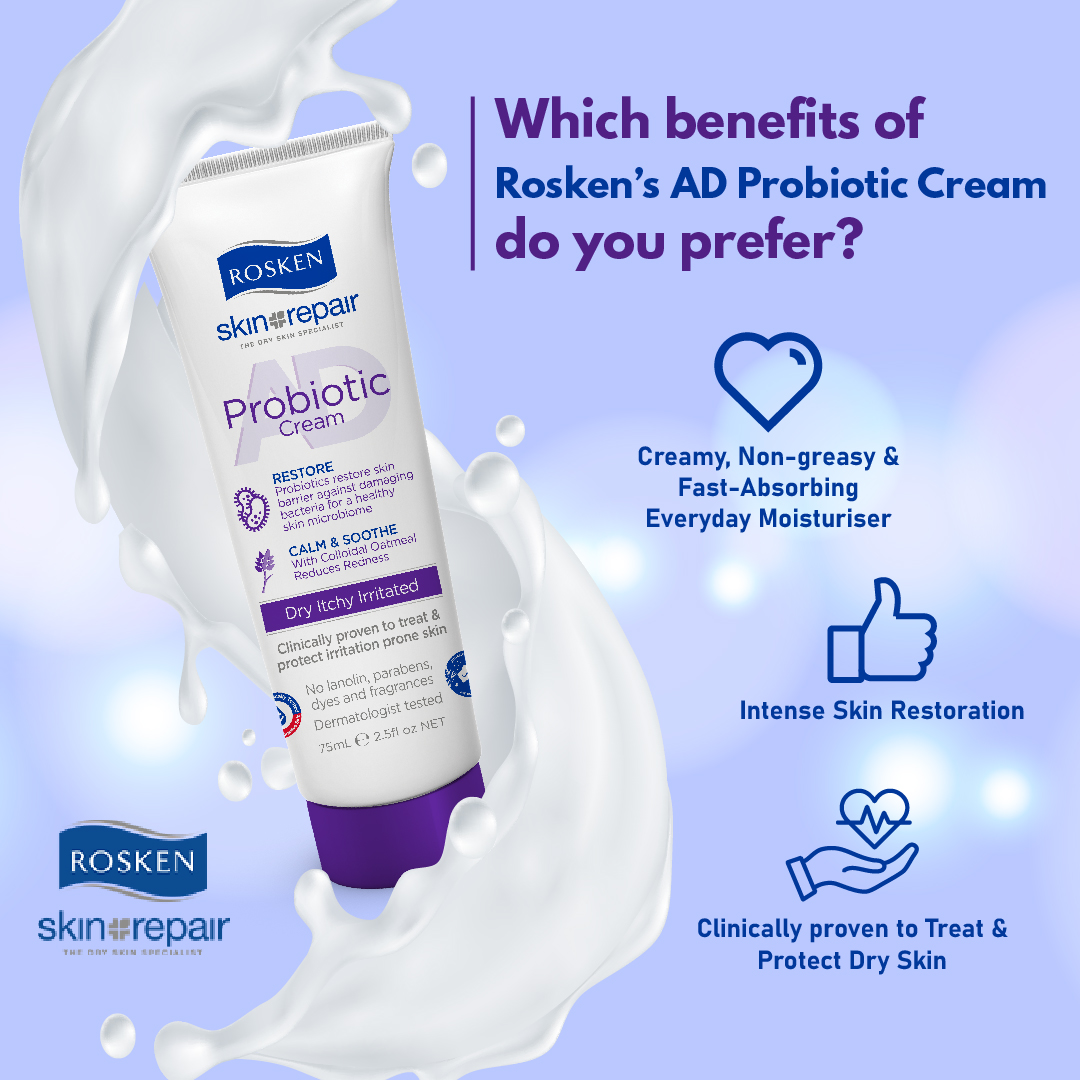 Which benefits of
Rosken's AD Probiotic Cream
do you prefer?
ROSKEN
skin repair
THE DRY SKIN SPECIALIST
AD
Probiotic
Cream
RESTORE
Probiotics restore skin
barrier against damaging
bacteria for a healthy
skin microbiome
CALM & SOOTHE
With Colloidal Oatmeal
Reduces Redness
Dry Itchy Irritated
Clinically proven to treat &
protect irritation prone skin
No lanolin, parabens,
dyes and fragrances
Dermatologist tested
75mL ℮ 2.5fl oz NET
Creamy, Non-greasy &
Fast-Absorbing
Everyday Moisturiser
Intense Skin Restoration
Clinically proven to Treat &
Protect Dry Skin
ROSKEN
skin repair
THE DRY SKIN SPECIALIST